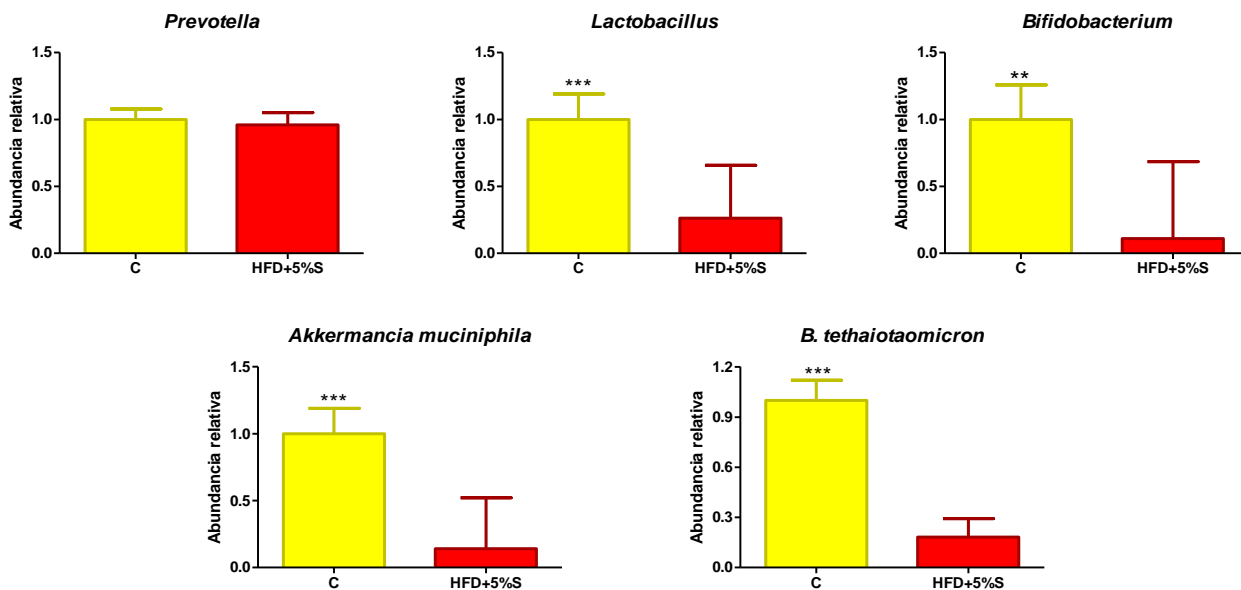 Prevotella
Abundancia relativa
1.5
1.0
0.5
0.0
C
HFD+5%S
Lactobacillus
Abundancia relativa
1.5
1.0
0.5
0.0
***
C
HFD+5%S
Bifidobacterium
Abundancia relativa
1.5
1.0
0.5
0.0
**
C
HFD+5%S
Akkermancia muciniphila
Abundancia relativa
1.5
1.0
0.5
0.0
***
C
HFD+5%S
B. tethaiotaomicron
Abundancia relativa
1.2
0.9
0.6
0.3
0.0
***
C
HFD+5%S